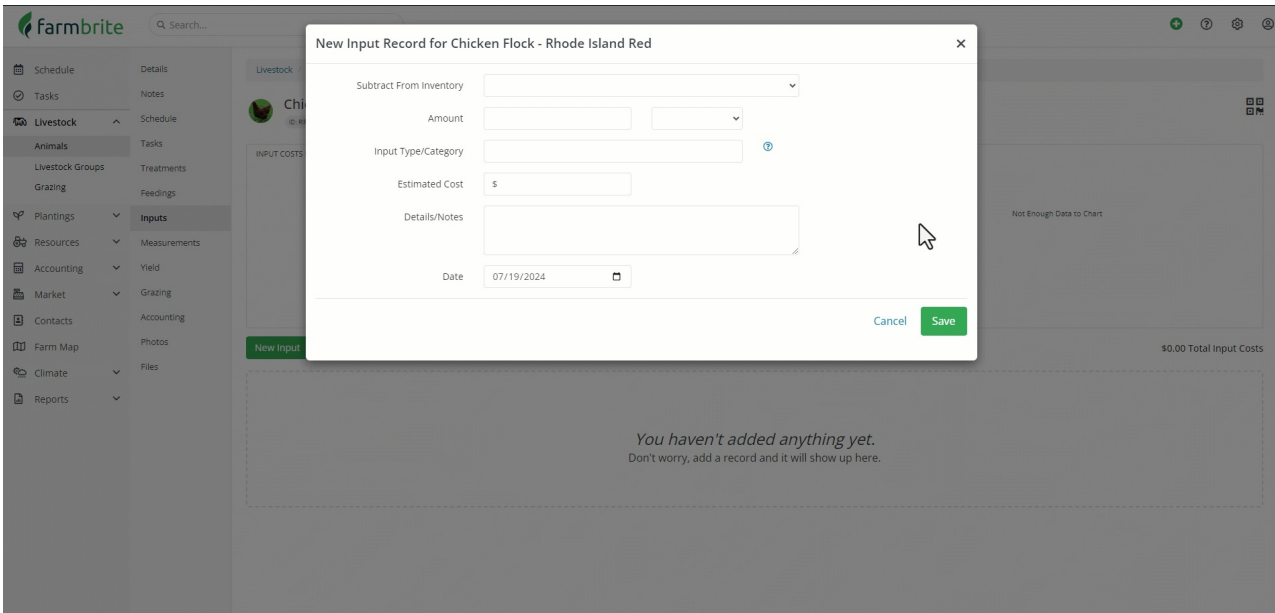 farmbrite
Search...
Schedule
Tasks
Livestock
Animals
Livestock Groups
Grazing
Plantings
Resources
Accounting
Market
Contacts
Farm Map
Climate
Reports
Details
Notes
Schedule
Tasks
Treatments
Feedings
Inputs
Measurements
Yield
Grazing
Accounting
Photos
Files
Livestock /
INPUT COSTS
New Input Record for Chicken Flock - Rhode Island Red
Subtract From Inventory
Amount
Input Type/Category
Estimated Cost $
Details/Notes
Date 07/19/2024
Cancel Save
Not Enough Data to Chart
New Input
$0.00 Total Input Costs
You haven't added anything yet.
Don't worry, add a record and it will show up here.